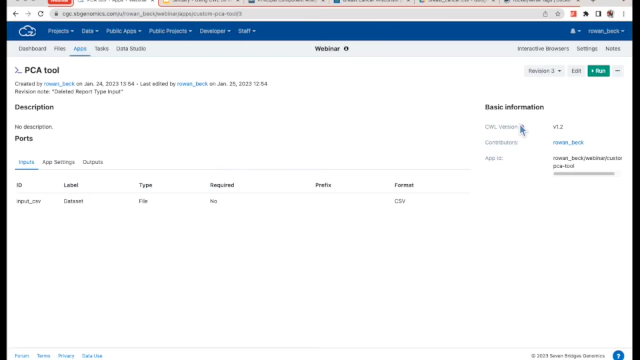 cgc.sbgenomics.com/u/rowan_beck/webinar/apps/custom-pca-tool/3
Projects Data Public Apps Public Projects Developer Staff rowan_beck
Dashboard Files Apps Tasks Data Studio Webinar Interactive Browsers Settings Notes
PCA tool Revision 3 Edit Run
Created by rowan_beck on Jan. 24, 2023 13:54 - Last edited by rowan_beck on Jan. 25, 2023 12:54
Revision note: "Deleted Report Type Input"
Description Basic information
No description. CWL Version v1.2
Ports
Contributors: rowan_beck
Inputs App Settings Outputs App ID: rowan_beck/webinar/custom-
pca-tool
ID Label Type Required Prefix Format
input_csv Dataset File No CSV
Forum Terms Privacy Data Use © 2023 Seven Bridges Genomics